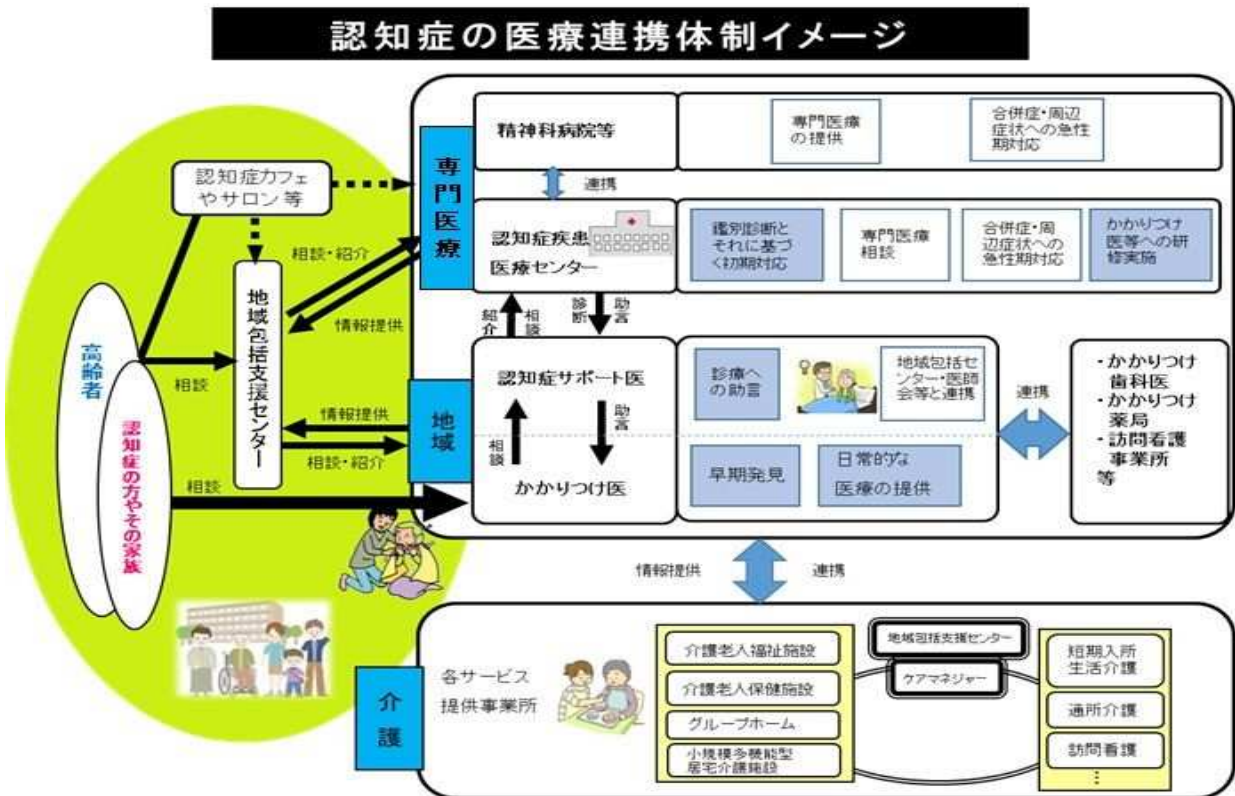 認知症の医療連携体制イメージ
精神科病院等
専門医療
の提供
合併症・周辺
症状への急性
期対応
専門医療
連携
認知症カフェ
やサロン等
認知症疾患
医療センター
鑑別診断と
それに基づ
く初期対応
専門医療
相談
合併症・周
辺症状への
急性期対応
かかりつけ
医等への研
修実施
相談・紹介
情報提供
地域包括支援センター
紹介
相談
診断
助言
高齢者
認知症の方やその家族
相談
地域
情報提供
相談・紹介
相談
認知症サポート医
相談
助言
かかりつけ医
診療へ
の助言
地域包括セ
ンター・医師
会等と連携
早期発見
日常的な
医療の提供
連携
・かかりつけ
歯科医
・かかりつけ
薬局
・訪問看護
事業所
等
情報提供
連携
介護
各サービス
提供事業所
介護老人福祉施設
介護老人保健施設
グループホーム
小規模多機能型
居宅介護施設
地域包括支援センター
ケアマネジャー
短期入所
生活介護
通所介護
訪問看護
⋮